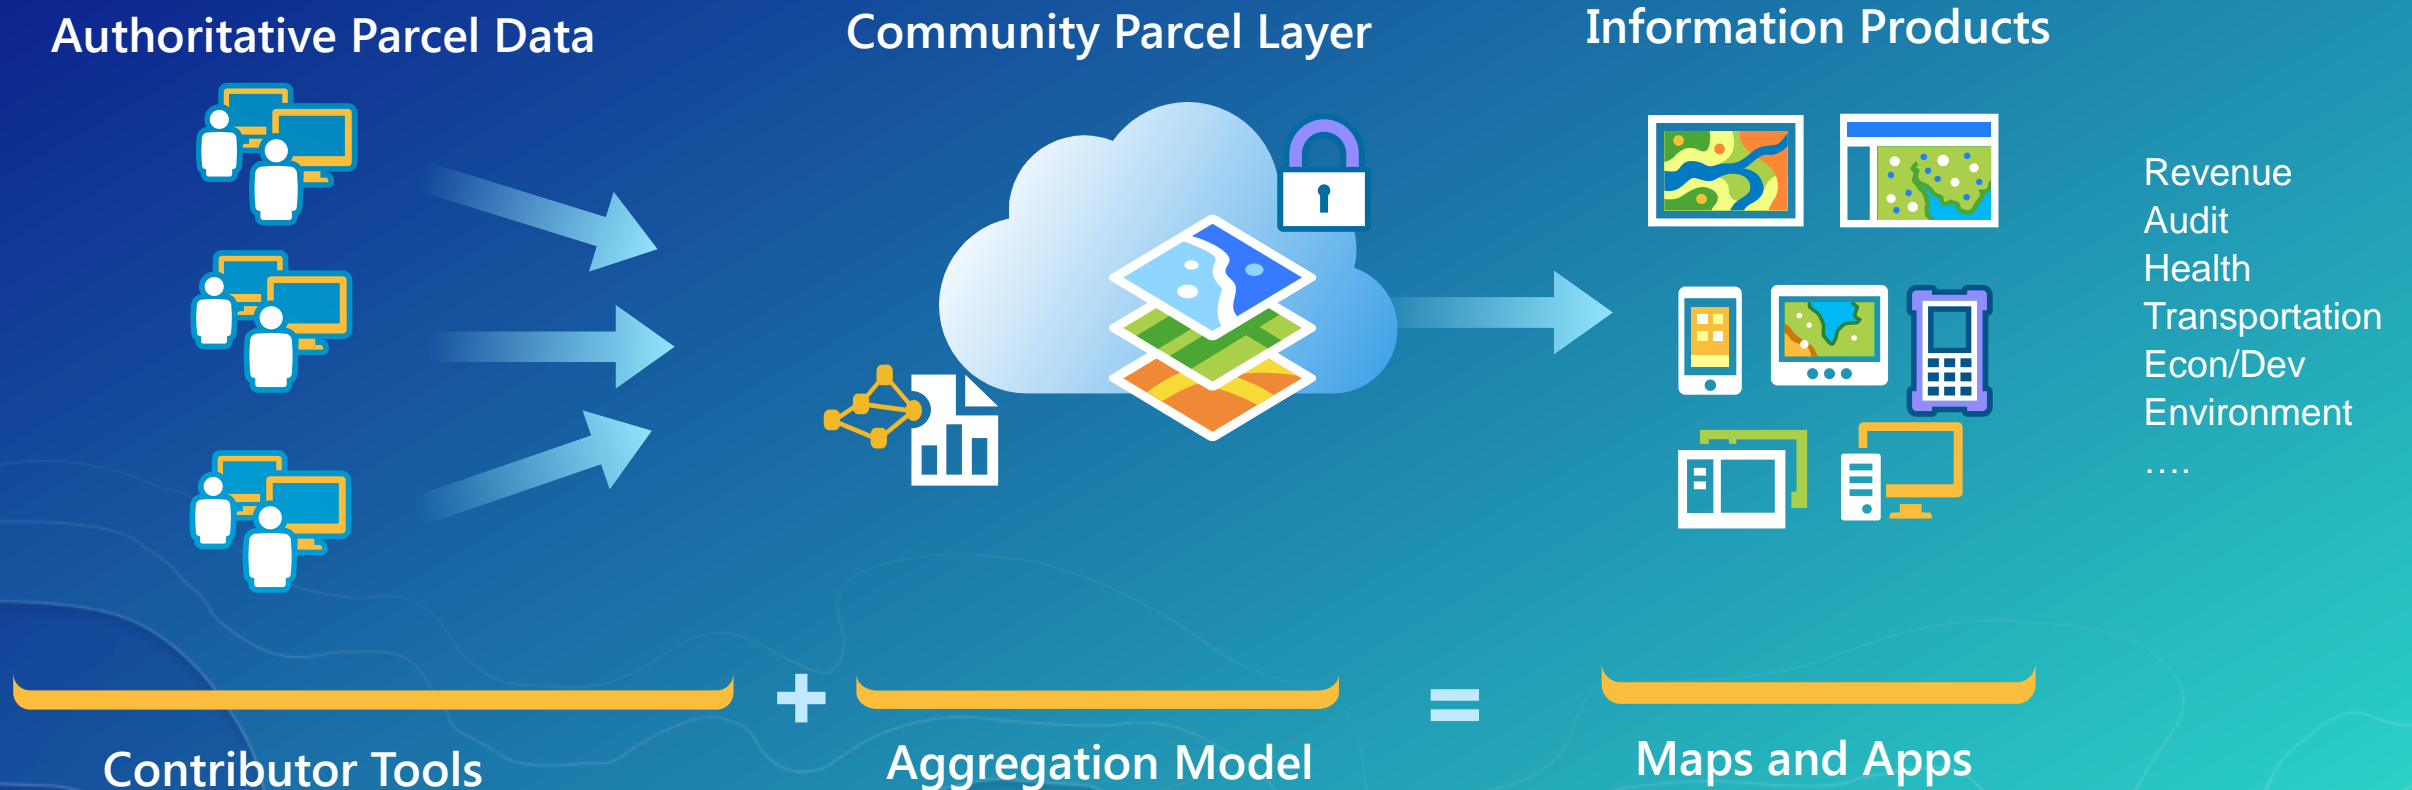 Authoritative Parcel Data
Community Parcel Layer
Information Products
Revenue
Audit
Health
Transportation
Econ/Dev
Environment
....
+
=
Contributor Tools
Aggregation Model
Maps and Apps